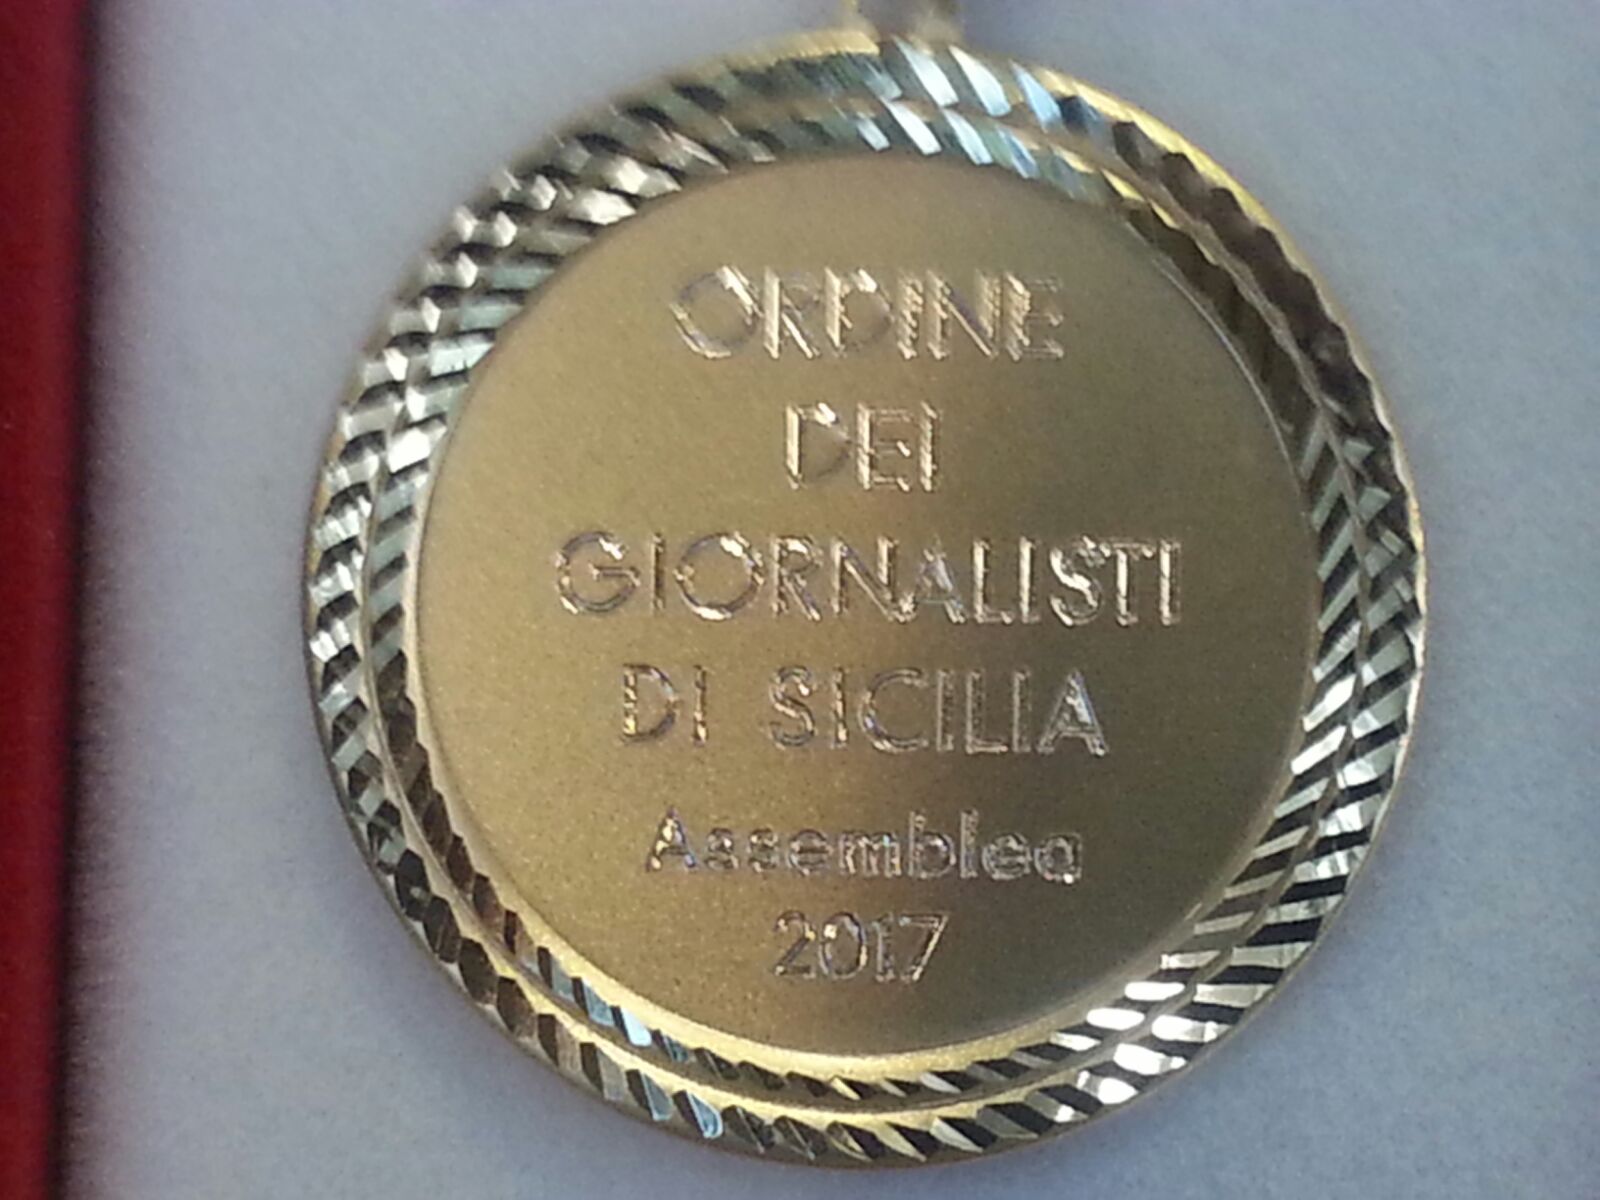 ORDINE
DEI
GIORNALISTI
DI SICILIA
Assemblea
2017